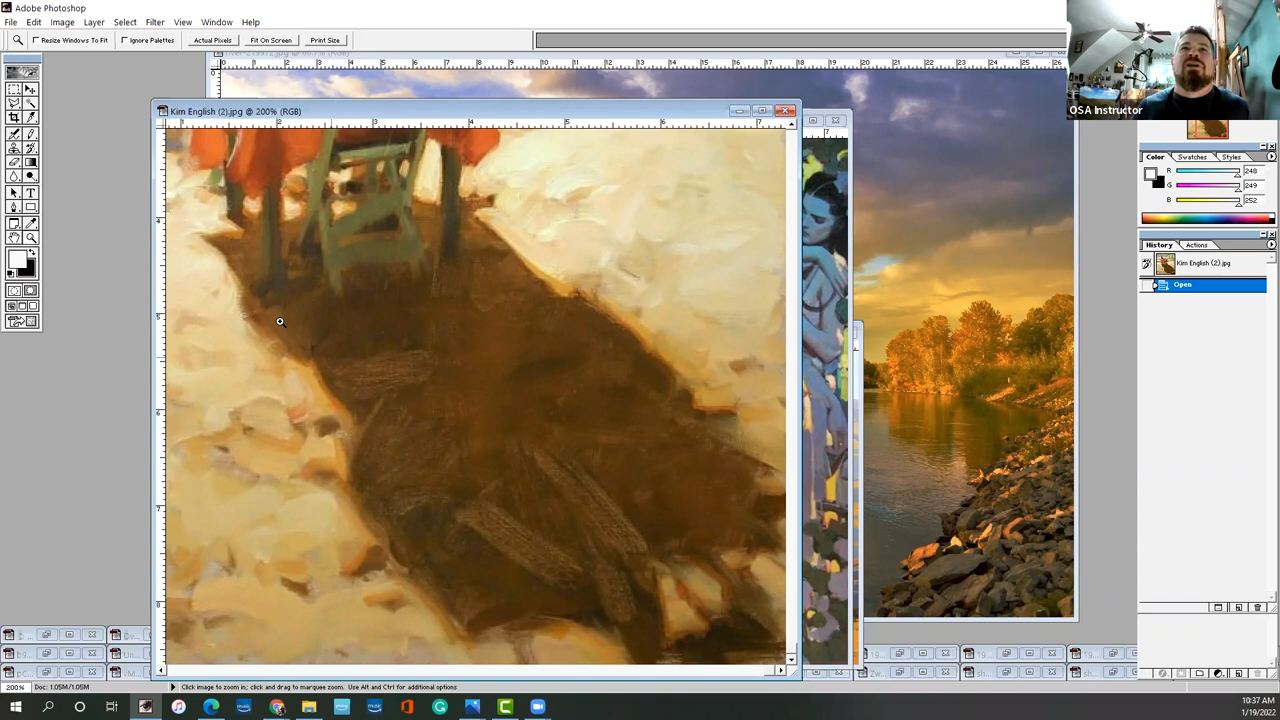 Adobe Photoshop
File Edit Image Layer Select Filter View Window Help
Resize Windows To Fit Ignore Palettes Actual Pixels Fit On Screen Print Size
OSA Instructor
Kim English (2).jpg @ 200% (RGB)
Color Swatches Styles
R 248
G 249
B 252
History Actions
Kim English (2).jpg
Open
200% Doc: 1.05M/1.05M Click image to zoom in; click and drag to marquee zoom. Use Alt and Ctrl for additional options
10:37 AM
1/19/2022